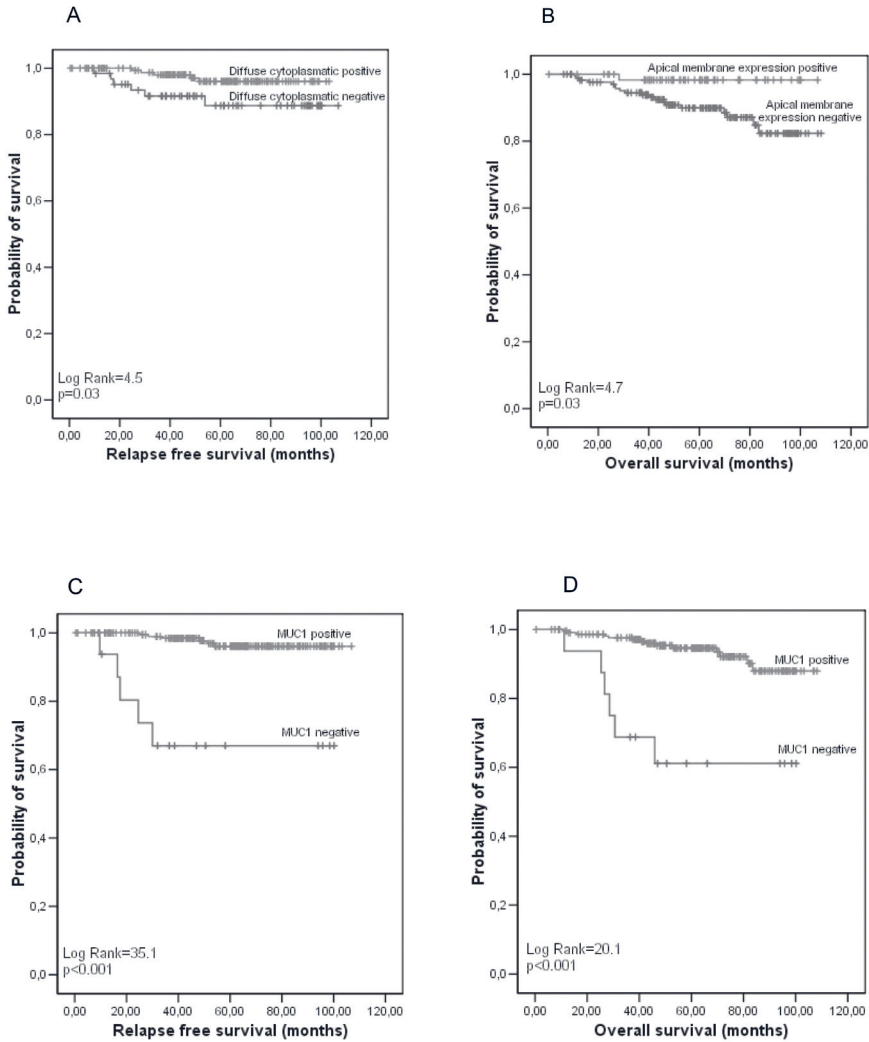 A
Probability of survival
1,0
0,8
0,6
0,4
0,2
0,0
Diffuse cytoplasmatic positive
Diffuse cytoplasmatic negative
Log Rank=4.5
p=0.03
0,00 20,00 40,00 60,00 80,00 100,00 120,00
Relapse free survival (months)
B
Probability of survival
1,0
0,8
0,6
0,4
0,2
0,0
Apical membrane expression positive
Apical membrane
expression negative
Log Rank=4.7
p=0.03
0,00 20,00 40,00 60,00 80,00 100,00 120,00
Overall survival (months)
C
Probability of survival
1,0
0,8
0,6
0,4
0,2
0,0
MUC1 positive
MUC1 negative
Log Rank=35.1
p<0.001
0,00 20,00 40,00 60,00 80,00 100,00 120,00
Relapse free survival (months)
D
Probability of survival
1,0
0,8
0,6
0,4
0,2
0,0
MUC1 positive
MUC1 negative
Log Rank=20.1
p<0.001
0,00 20,00 40,00 60,00 80,00 100,00 120,00
Overall survival (months)